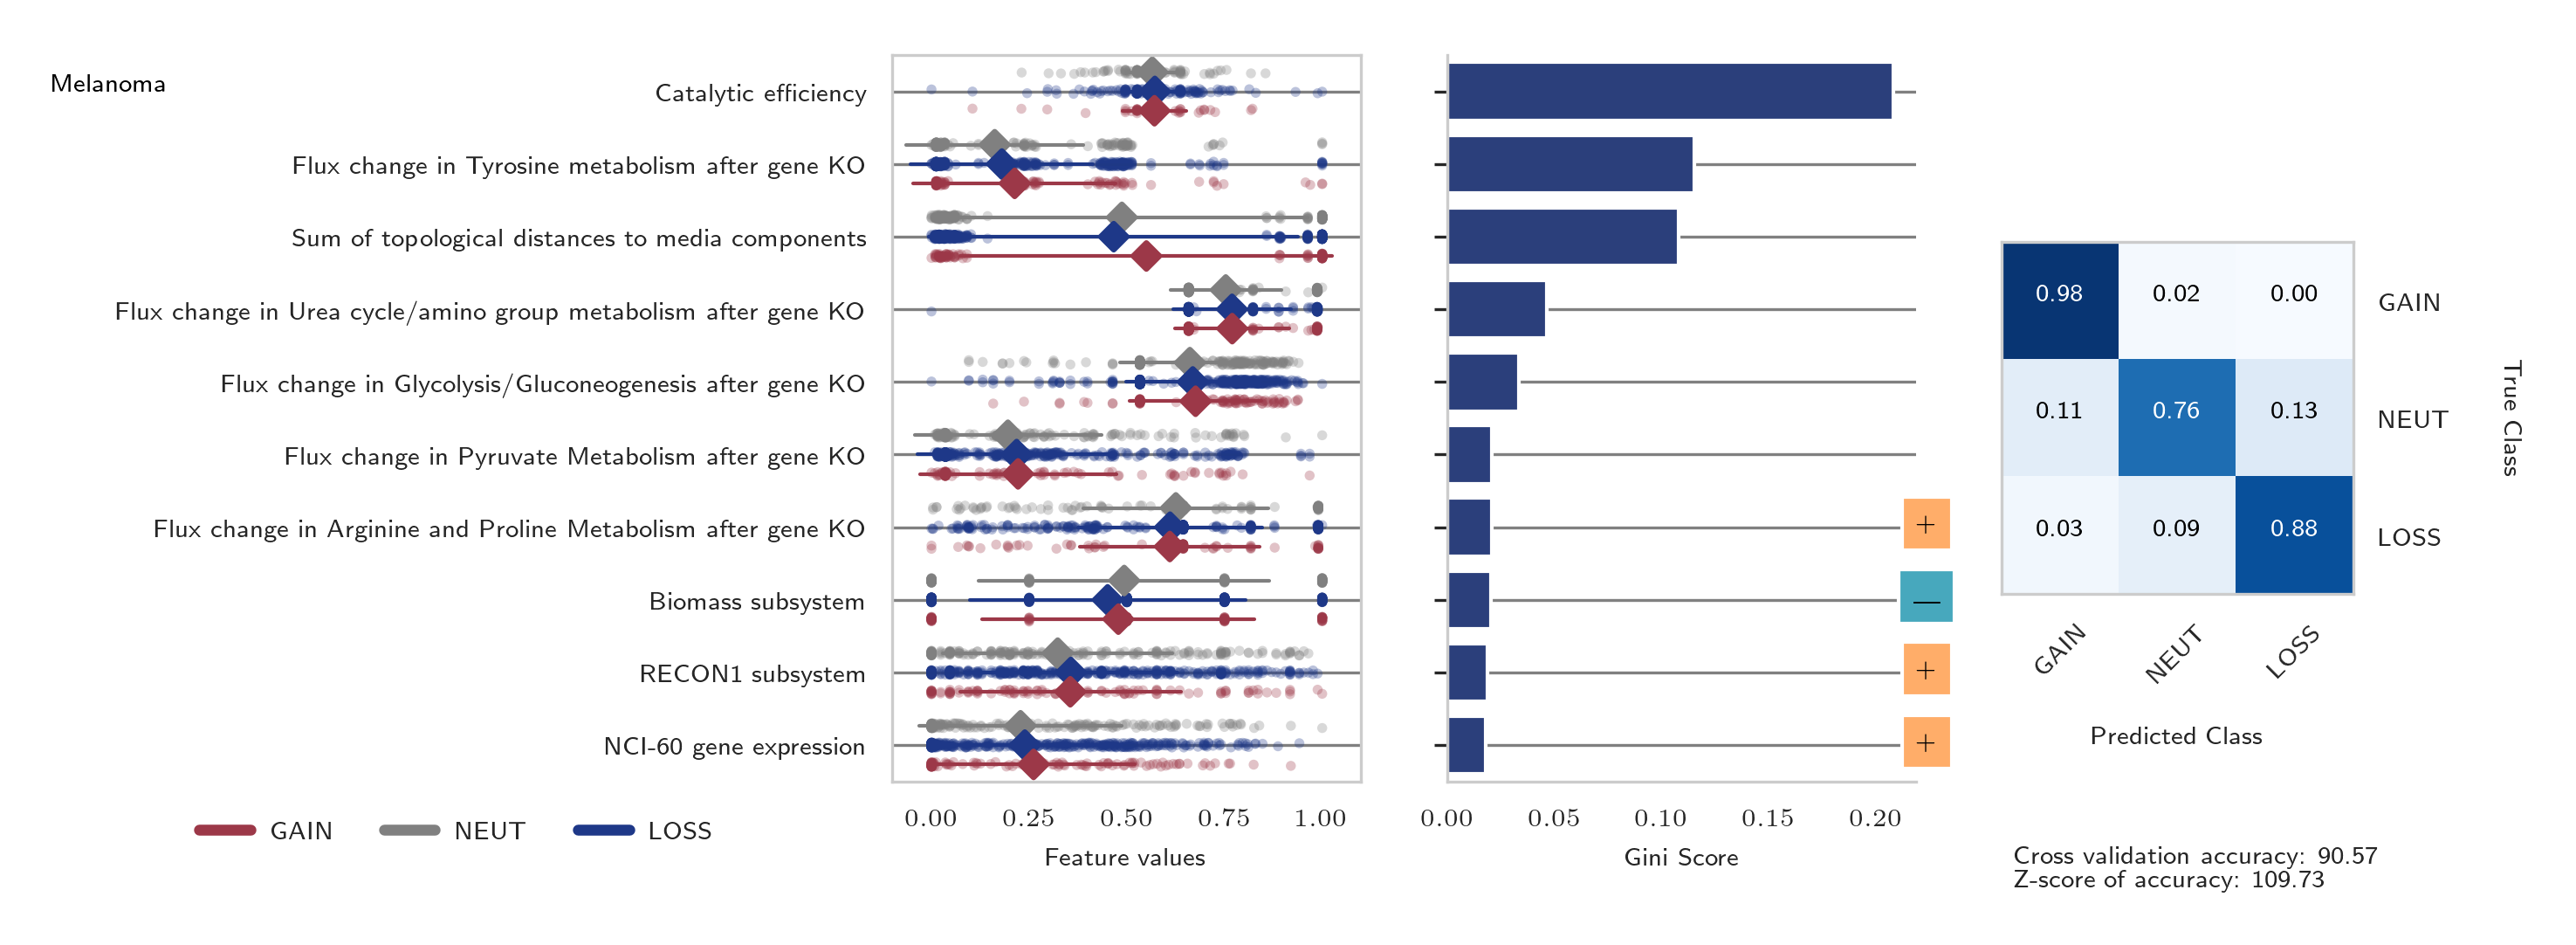 Melanoma
Catalytic efficiency
Flux change in Tyrosine metabolism after gene KO
Sum of topological distances to media components
Flux change in Urea cycle/amino group metabolism after gene KO
Flux change in Glycolysis/Gluconeogenesis after gene KO
Flux change in Pyruvate Metabolism after gene KO
Flux change in Arginine and Proline Metabolism after gene KO
Biomass subsystem
RECON1 subsystem
NCI-60 gene expression
GAIN NEUT LOSS
0.00 0.25 0.50 0.75 1.00
Feature values
+
—
+
+
0.00 0.05 0.10 0.15 0.20
Gini Score
0.98 0.02 0.00 GAIN
0.11 0.76 0.13 NEUT
0.03 0.09 0.88 LOSS
True Class
GAIN NEUT LOSS
Predicted Class
Cross validation accuracy: 90.57
Z-score of accuracy: 109.73